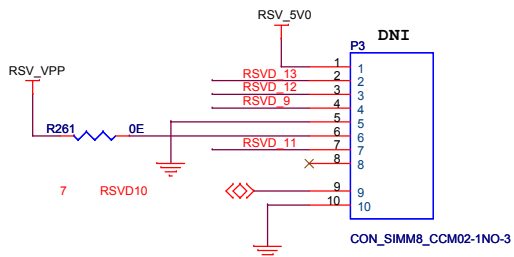 RSV_5V0
DNI
P3
RSV_VPP
1 1
RSVD_13 2 2
RSVD_12 3 3
RSVD_9 4 4
5 5
R261 0E 6 6
RSVD_11 7 7
8 8
7 RSVD10
9 9
10 10
CON_SIMM8_CCM02-1NO-3